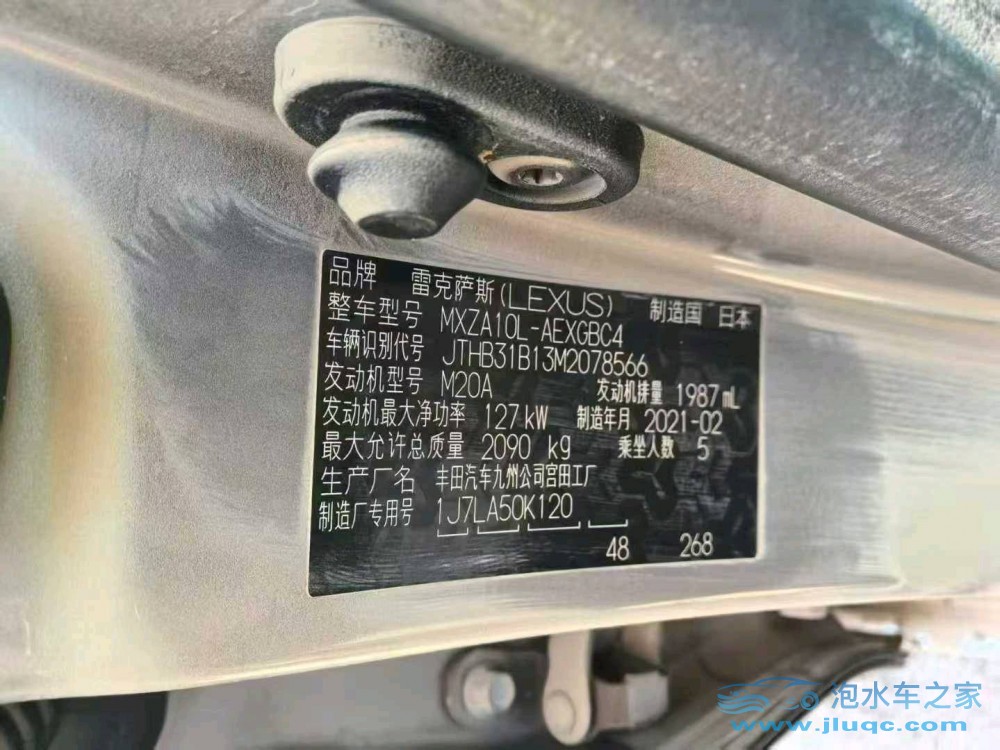 品牌 雷克萨斯(LEXUS) 制造国 日本
整车型号 MXZA10L-AEXGBC4
车辆识别代号 JTHB31B13M2078566
发动机型号 M20A 发动机排量 1987 mL
发动机最大净功率 127 kW 制造年月 2021-02
最大允许总质量 2090 kg 乘坐人数 5
生产厂名 丰田汽车九州公司宫田工厂
制造厂专用号 1J7LA50K120
48 268
泡水车之家
www.jluqc.com